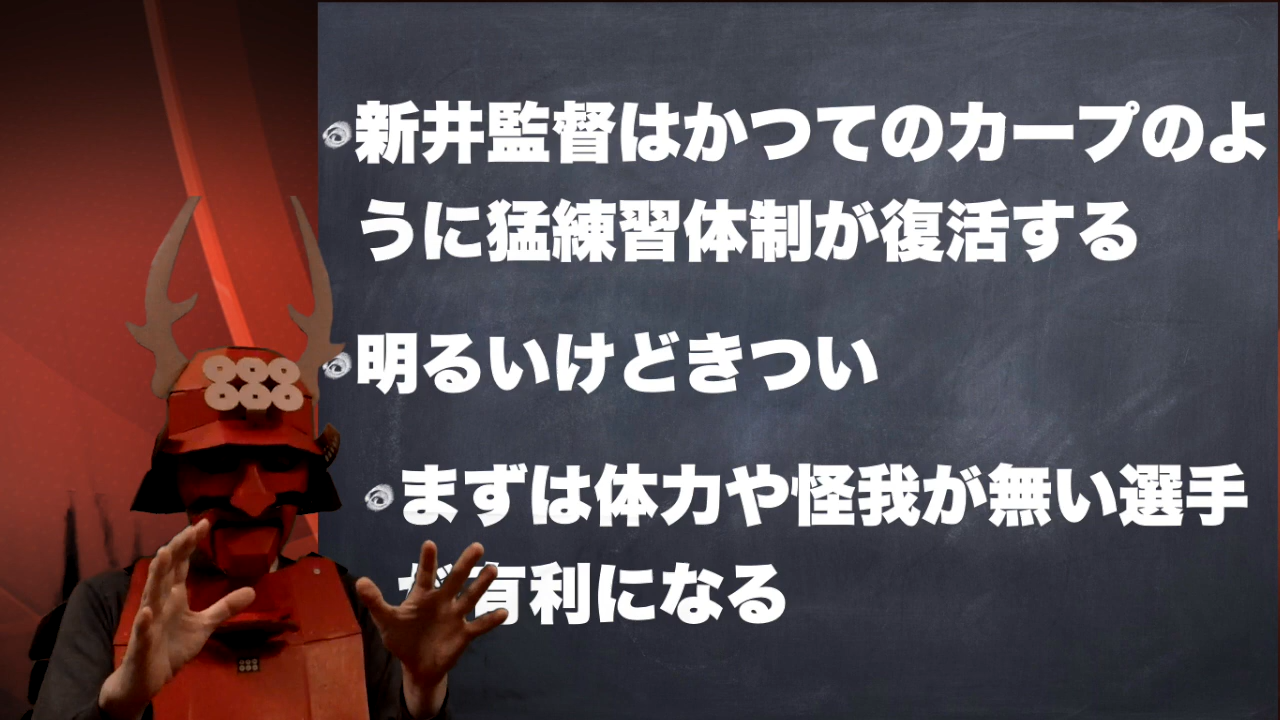 新井監督はかつてのカープのよ
うに猛練習体制が復活する
明るいけどきつい
まずは体力や怪我が無い選手
が有利になる